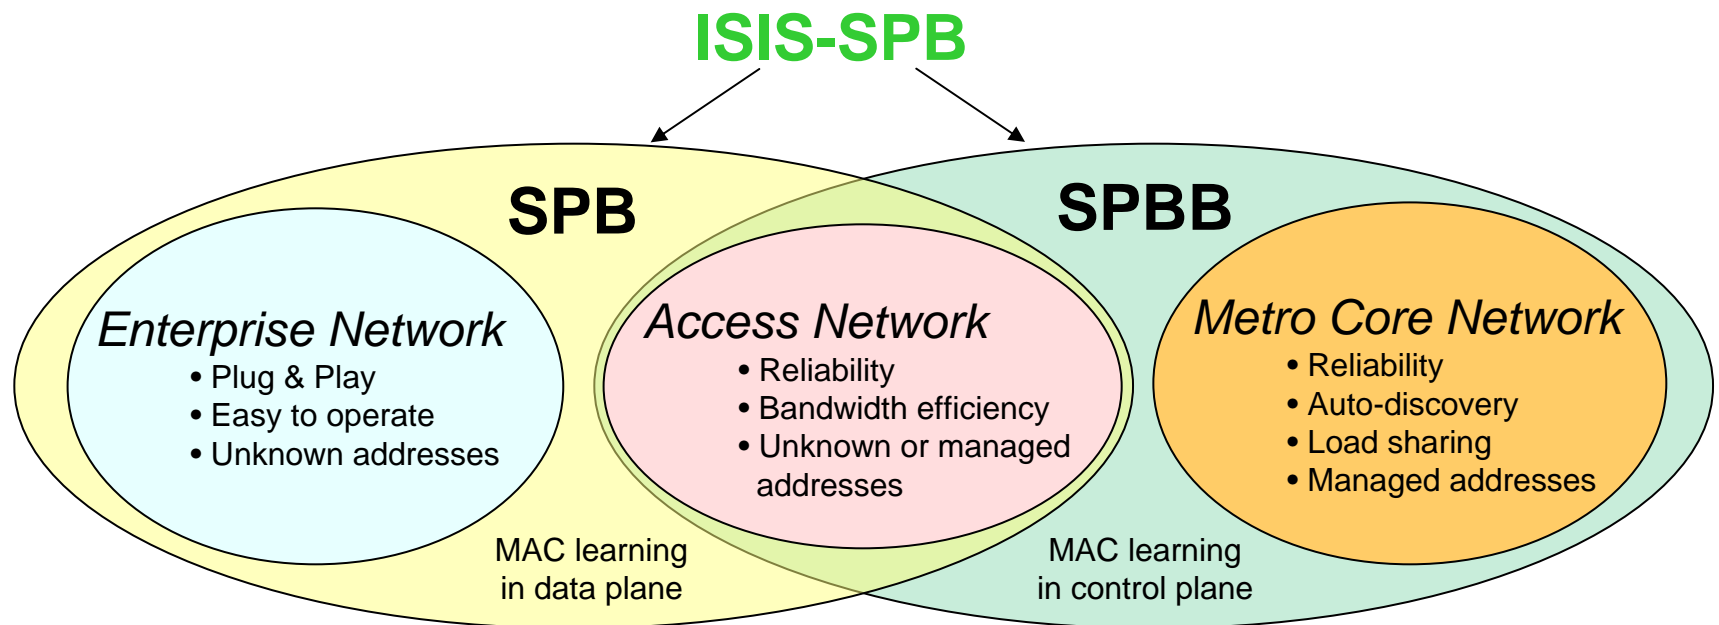 ISIS-SPB
SPB
SPBB
Enterprise Network
• Plug & Play
• Easy to operate
• Unknown addresses
Access Network
• Reliability
• Bandwidth efficiency
• Unknown or managed
addresses
Metro Core Network
• Reliability
• Auto-discovery
• Load sharing
• Managed addresses
MAC learning
in data plane
MAC learning
in control plane